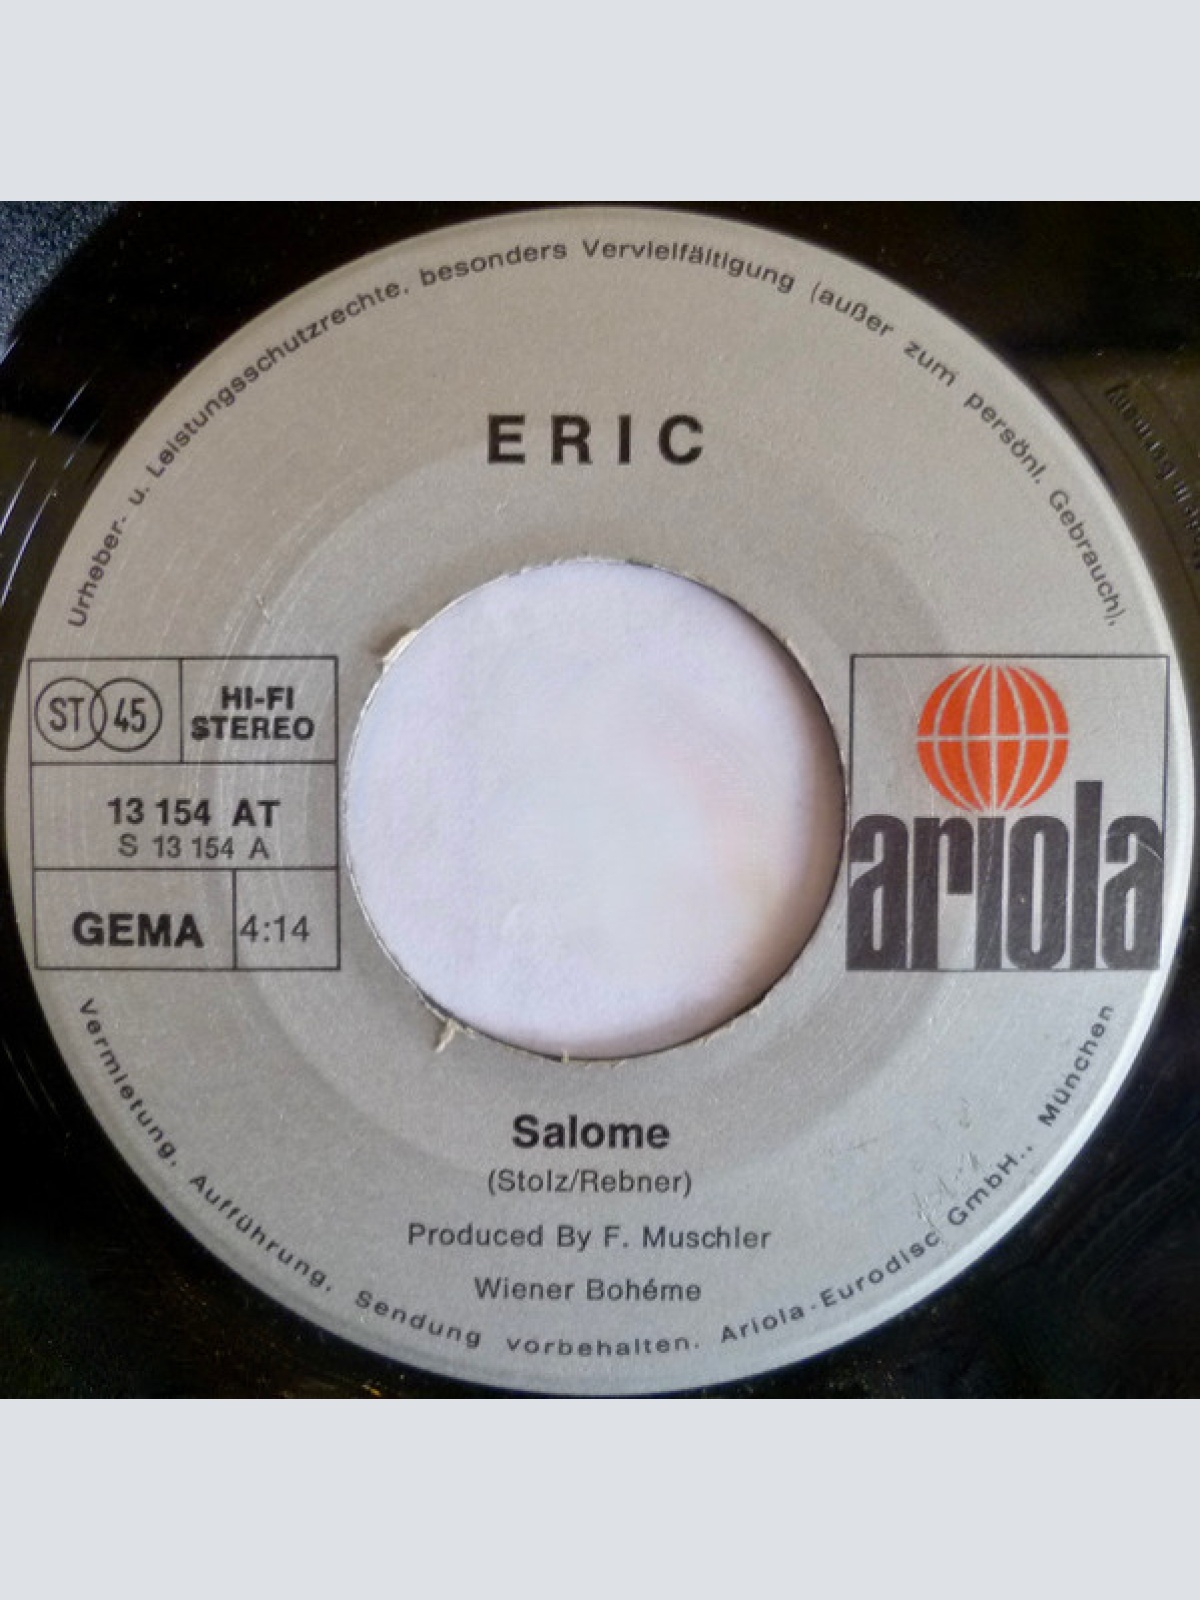 Urheber- u. Leistungsschutzrechte, besonders Vervielfältigung (außer zum persönl. Gebrauch),
ERIC
ST 45
HI-FI
STEREO
13 154 AT
S 13 154 A
GEMA 4:14
ariola
Salome
(Stolz/Rebner)
Produced By F. Muschler
Wiener Bohéme
Vermietung, Aufführung, Sendung vorbehalten. Ariola-Eurodisc GmbH., München